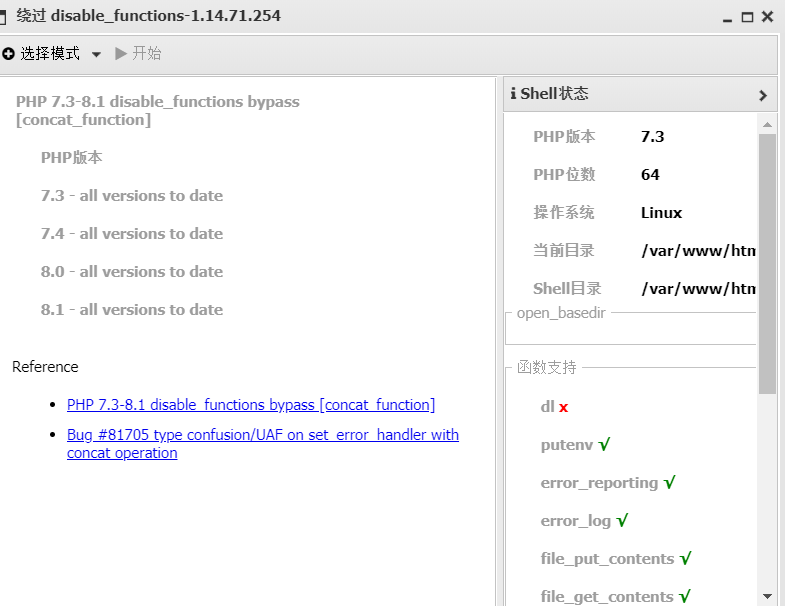 绕过 disable_functions-1.14.71.254
选择模式 开始
PHP 7.3-8.1 disable_functions bypass
[concat_function]
PHP版本
7.3 - all versions to date
7.4 - all versions to date
8.0 - all versions to date
8.1 - all versions to date
Reference
PHP 7.3-8.1 disable_functions bypass [concat_function]
Bug #81705 type confusion/UAF on set_error_handler with
concat operation
Shell状态
PHP版本 7.3
PHP位数 64
操作系统 Linux
当前目录 /var/www/htm
Shell目录 /var/www/htm
open_basedir
函数支持
dl x
putenv √
error_reporting √
error_log √
file_put_contents √
file_get_contents √